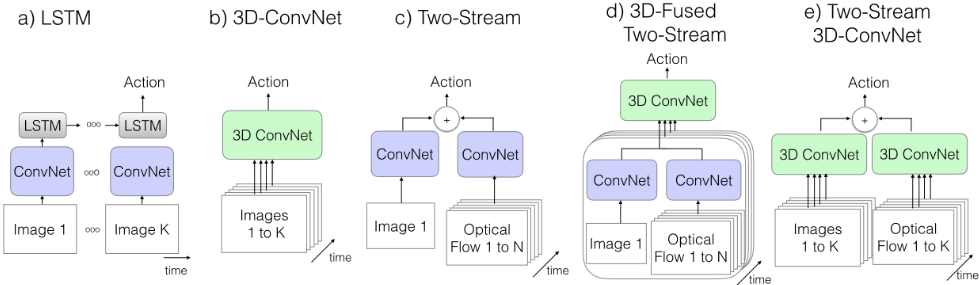 a) LSTM
Action
LSTM
ooo
LSTM
ConvNet
ooo
ConvNet
Image 1
ooo
Image K
time
b) 3D-ConvNet
Action
3D ConvNet
Images
1 to K
time
c) Two-Stream
Action
+
ConvNet
ConvNet
Image 1
Optical
Flow 1 to N
time
d) 3D-Fused
Two-Stream
Action
3D ConvNet
ConvNet
ConvNet
Image 1
Optical
Flow 1 to N
time
e) Two-Stream
3D-ConvNet
Action
+
3D ConvNet
3D ConvNet
Images
1 to K
Optical
Flow 1 to K
time